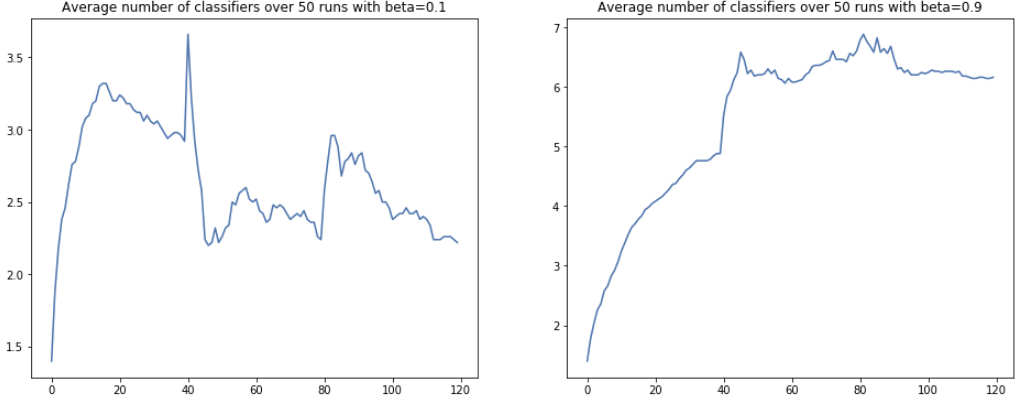 Average number of classifiers over 50 runs with beta=0.1
3.5
3.0
2.5
2.0
1.5
0 20 40 60 80 100 120
Average number of classifiers over 50 runs with beta=0.9
7
6
5
4
3
2
0 20 40 60 80 100 120